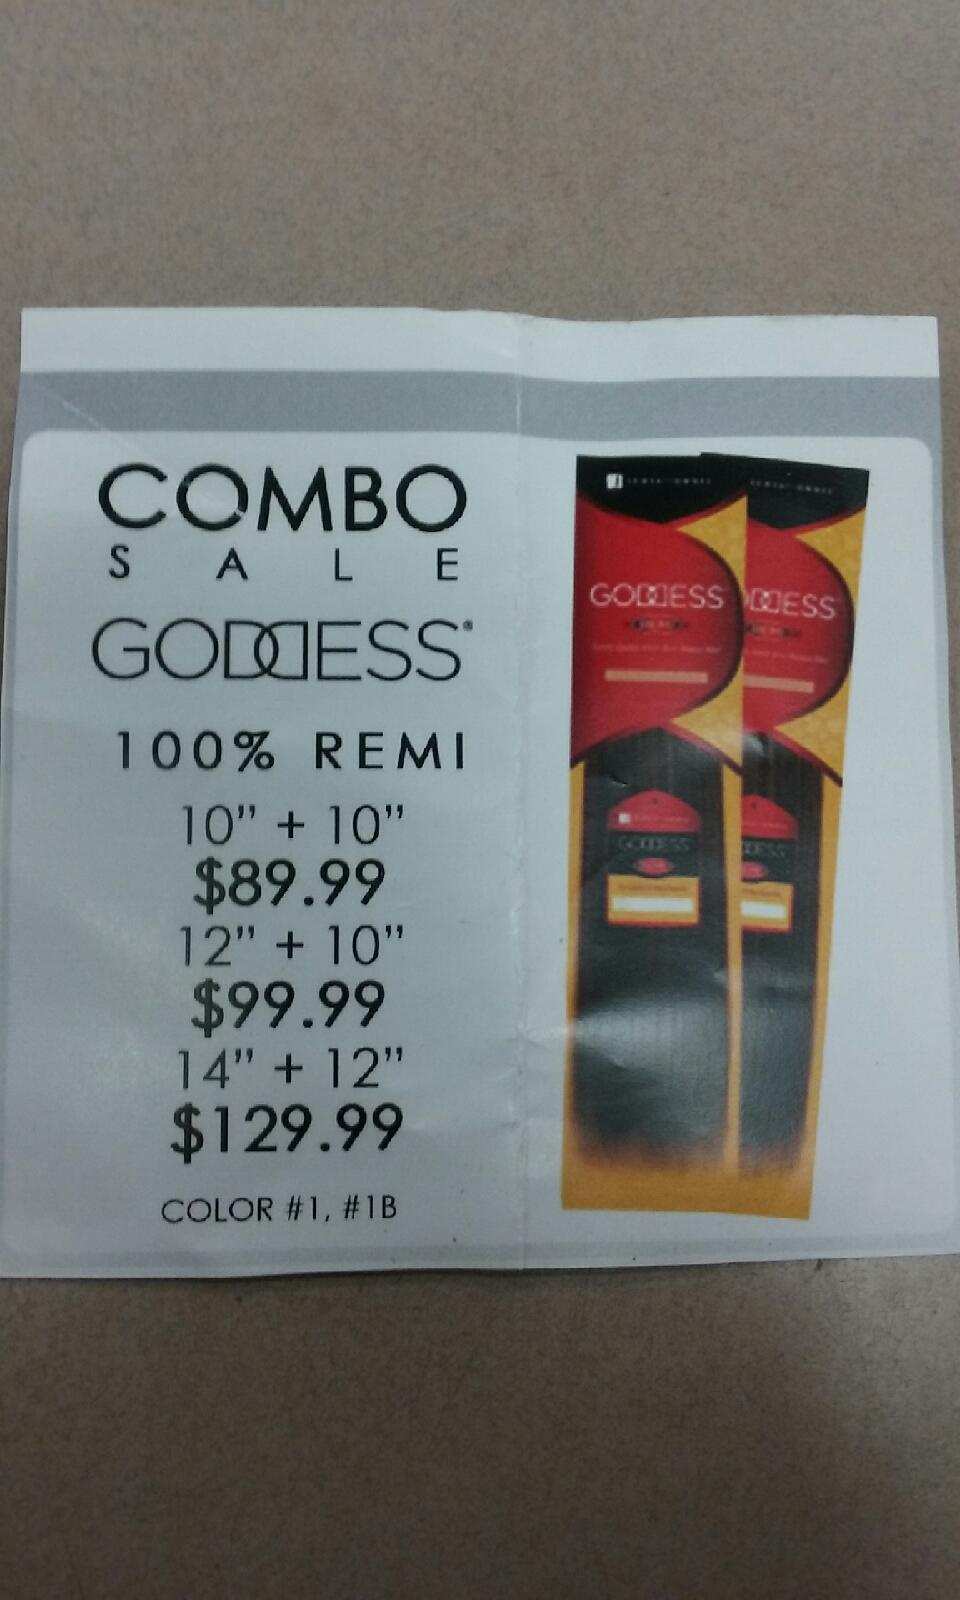 COMBO
SALE
GODDESS®
100% REMI
10” + 10”
$89.99
12” + 10”
$99.99
14” + 12”
$129.99
COLOR #1, #1B
GODDESS
DDESS
GODDESS